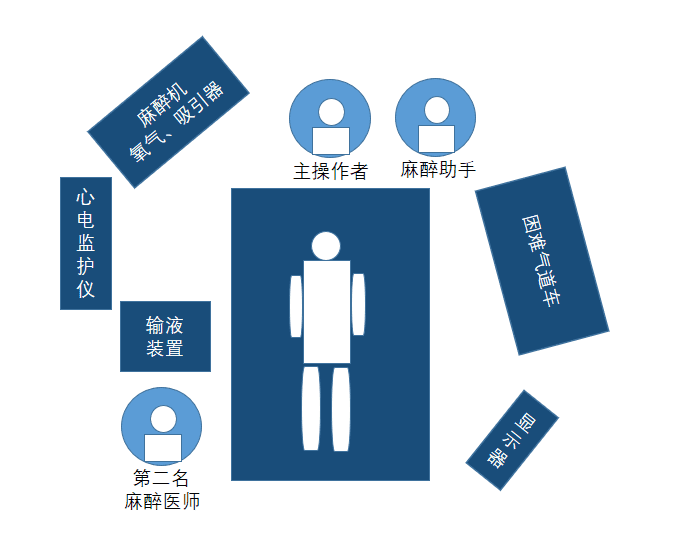 麻醉机
氧气、吸引器
主操作者
麻醉助手
心电监护仪
困难气道车
输液
装置
显示器
第二名
麻醉医师